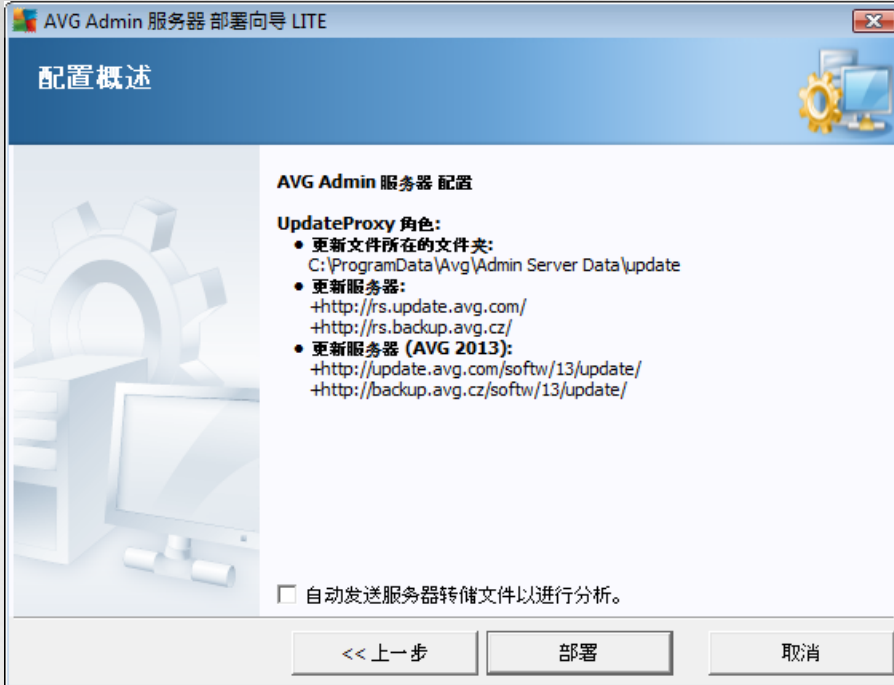 AVG Admin 服务器 部署向导 LITE
配置概述
AVG Admin 服务器 配置
UpdateProxy 角色:
• 更新文件所在的文件夹:
C:\ProgramData\Avg\Admin Server Data\update
• 更新服务器:
+http://rs.update.avg.com/
+http://rs.backup.avg.cz/
• 更新服务器 (AVG 2013):
+http://update.avg.com/softw/13/update/
+http://backup.avg.cz/softw/13/update/
自动发送服务器转储文件以进行分析。
<< 上一步 部署 取消